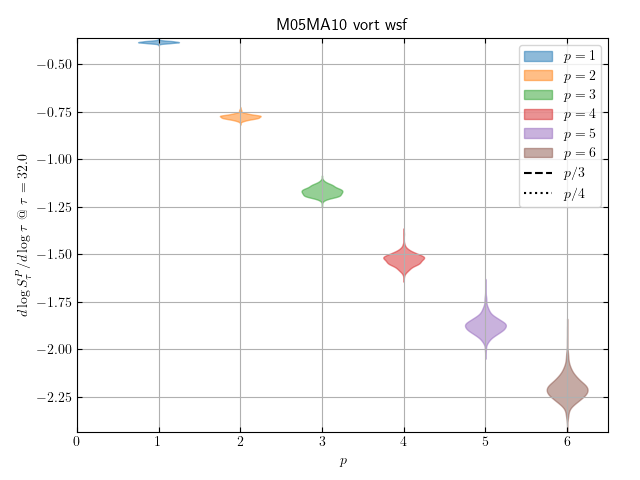 M05MA10 vort wsf
d log S_τ^P / d log τ @ τ = 32.0
−0.50
−0.75
−1.00
−1.25
−1.50
−1.75
−2.00
−2.25
p = 1
p = 2
p = 3
p = 4
p = 5
p = 6
p/3
p/4
0 1 2 3 4 5 6
p